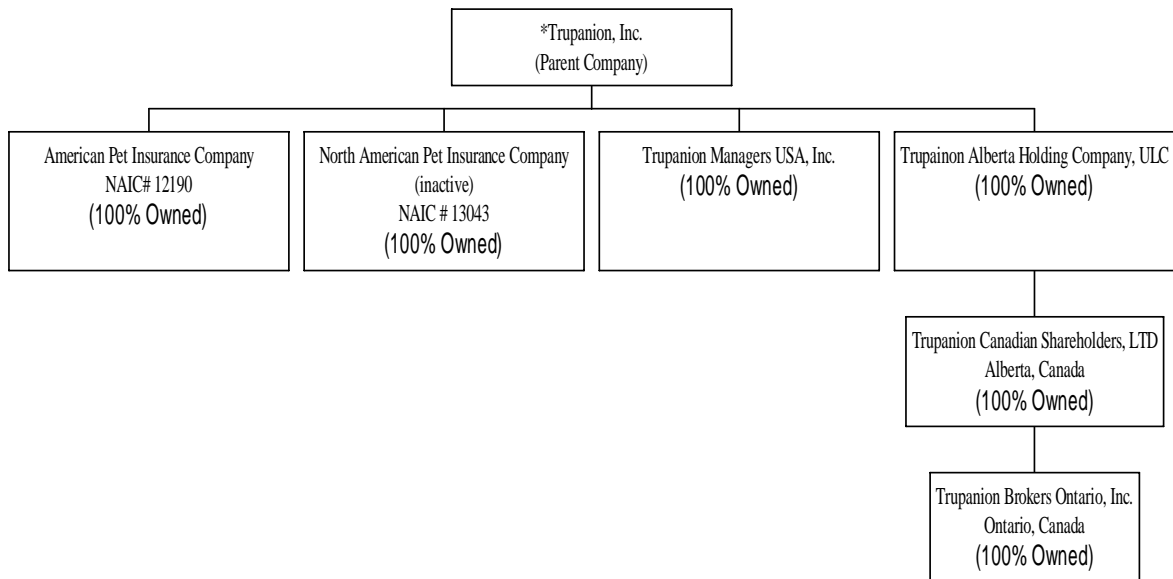 *Trupanion, Inc.
(Parent Company)
American Pet Insurance Company
NAIC# 12190
(100% Owned)
North American Pet Insurance Company
(inactive)
NAIC # 13043
(100% Owned)
Trupanion Managers USA, Inc.
(100% Owned)
Trupainon Alberta Holding Company, ULC
(100% Owned)
Trupanion Canadian Shareholders, LTD
Alberta, Canada
(100% Owned)
Trupanion Brokers Ontario, Inc.
Ontario, Canada
(100% Owned)